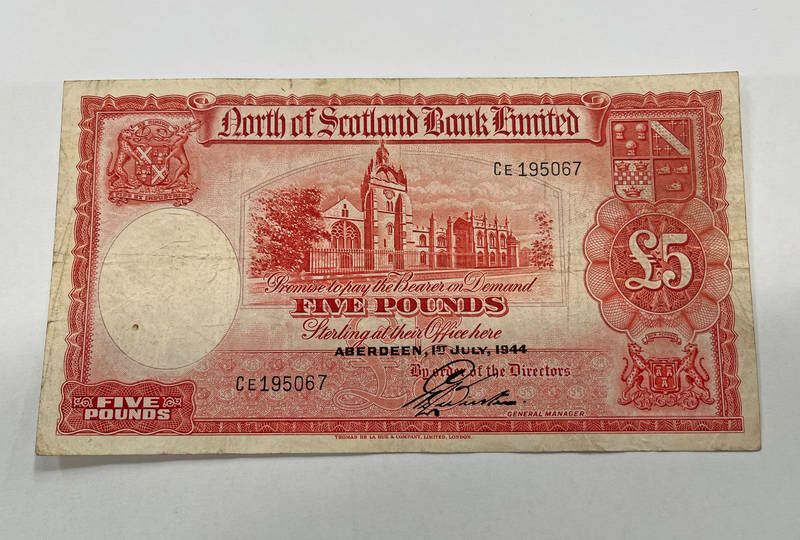 North of Scotland Bank Limited
CE 195067
£5
Promise to pay the Bearer on Demand
FIVE POUNDS
Sterling at their Office here
ABERDEEN, 1ST JULY, 1944
By order of the Directors
CE 195067
GENERAL MANAGER
FIVE
POUNDS
THOMAS DE LA RUE & COMPANY, LIMITED, LONDON.